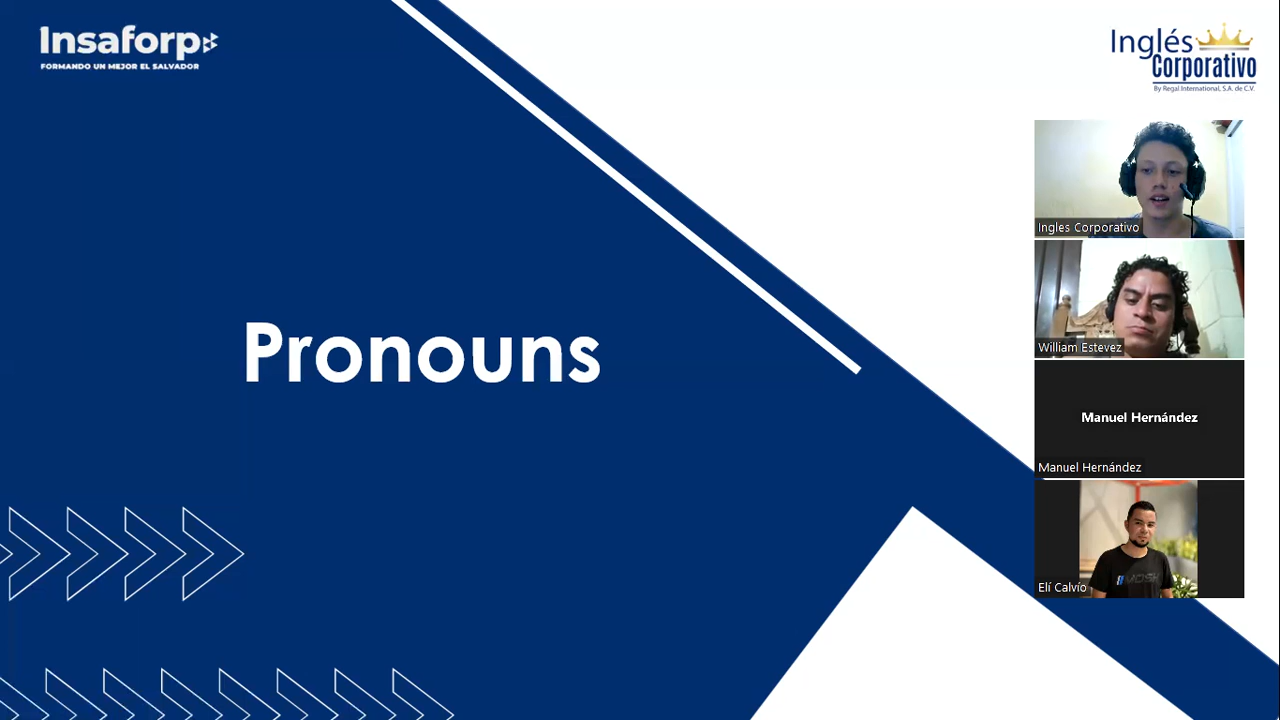 Insaforp
FORMANDO UN MEJOR EL SALVADOR
Inglés
Corporativo
By Regal International, S.A. de C.V.
Pronouns
Ingles Corporativo
William Estevez
Manuel Hernández
Manuel Hernández
Elí Calvío